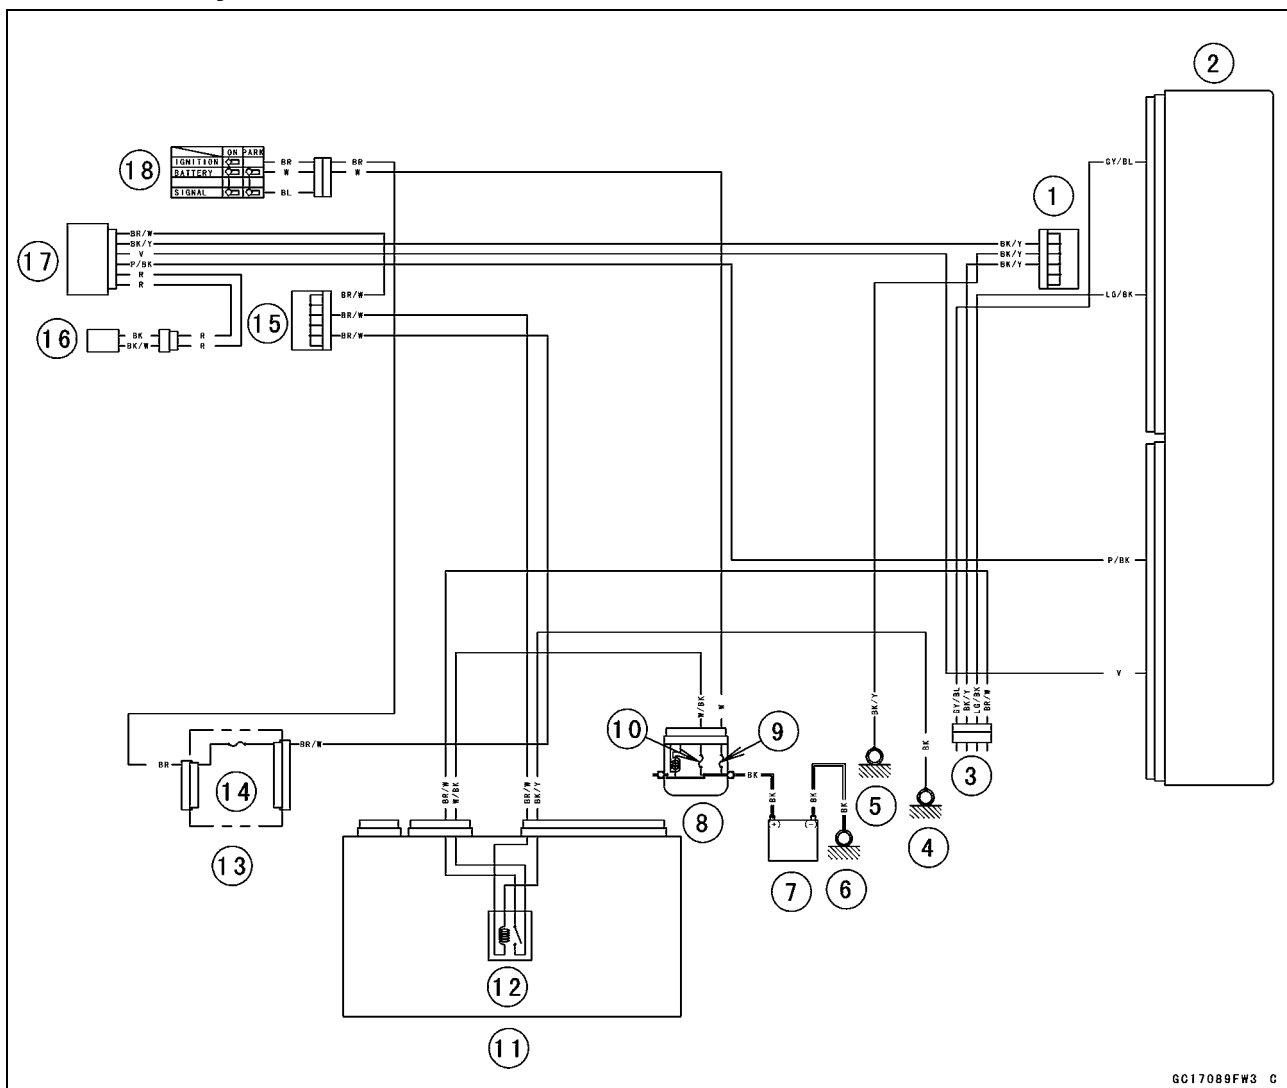 2
ON PARK
18 IGNITION BR BR
BATTERY W W
SIGNAL BL
GY/BL
1
BR/W
BK/Y BK/Y
17 V BK/Y
P/BK BK/Y
R
R
BR/W LG/BK
15 BR/W
16 BK R BR/W
BK/W R
P/BK
V
GY/BL BK/Y LG/BK BR/W
W/BK W
BK/Y
10 9
BK
BR/W
BR
14
3
BK
5
BR/W W/BK BR/W BK/Y
BK BK BK
8
4
(+) (-)
13
7 6
12
11
GC17089FW3 C